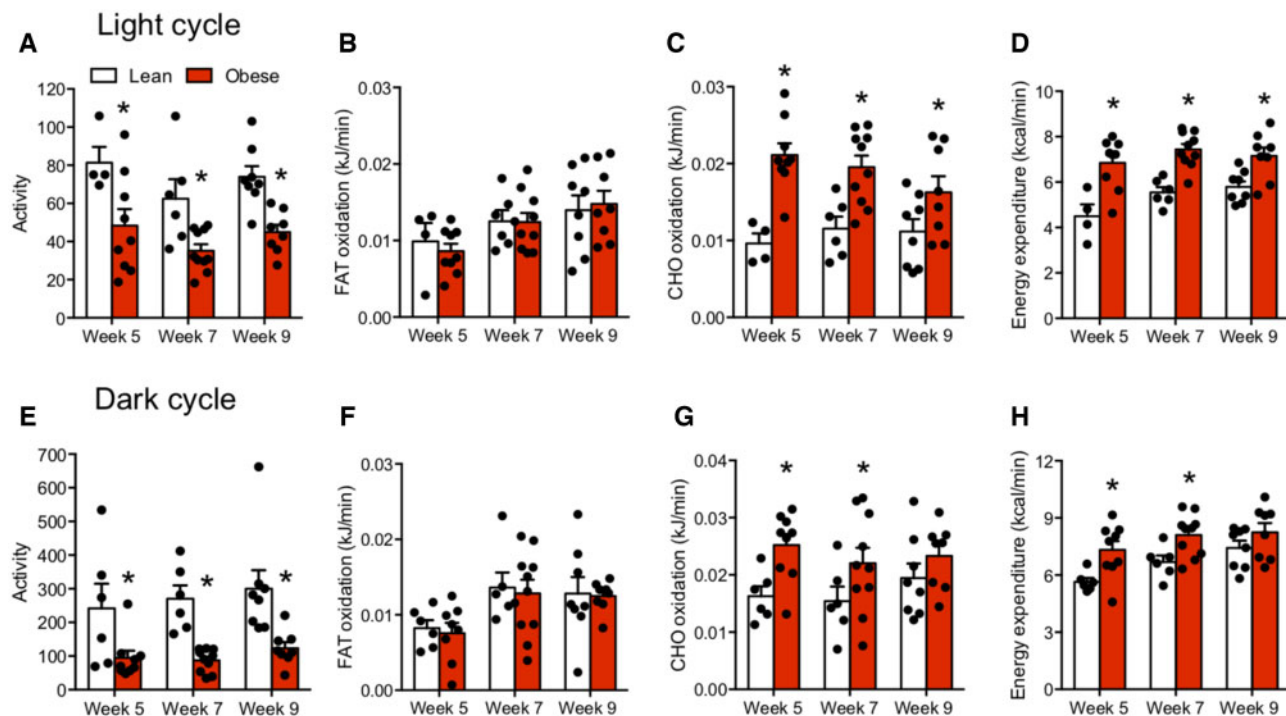 Light cycle
A
B
C
D
Lean Obese
Activity
120
100
80
60
40
20
0
* * *
Week 5 Week 7 Week 9
FAT oxidation (kJ/min)
0.03
0.02
0.01
0.00
Week 5 Week 7 Week 9
CHO oxidation (kJ/min)
0.03
0.02
0.01
0.00
* * *
Week 5 Week 7 Week 9
Energy expenditure (kcal/min)
10
8
6
4
2
0
* * *
Week 5 Week 7 Week 9
Dark cycle
E
F
G
H
Activity
700
600
500
400
300
200
100
0
* * *
Week 5 Week 7 Week 9
FAT oxidation (kJ/min)
0.03
0.02
0.01
0.00
Week 5 Week 7 Week 9
CHO oxidation (kJ/min)
0.04
0.03
0.02
0.01
0.00
* *
Week 5 Week 7 Week 9
Energy expenditure (kcal/min)
12
9
6
3
0
* *
Week 5 Week 7 Week 9